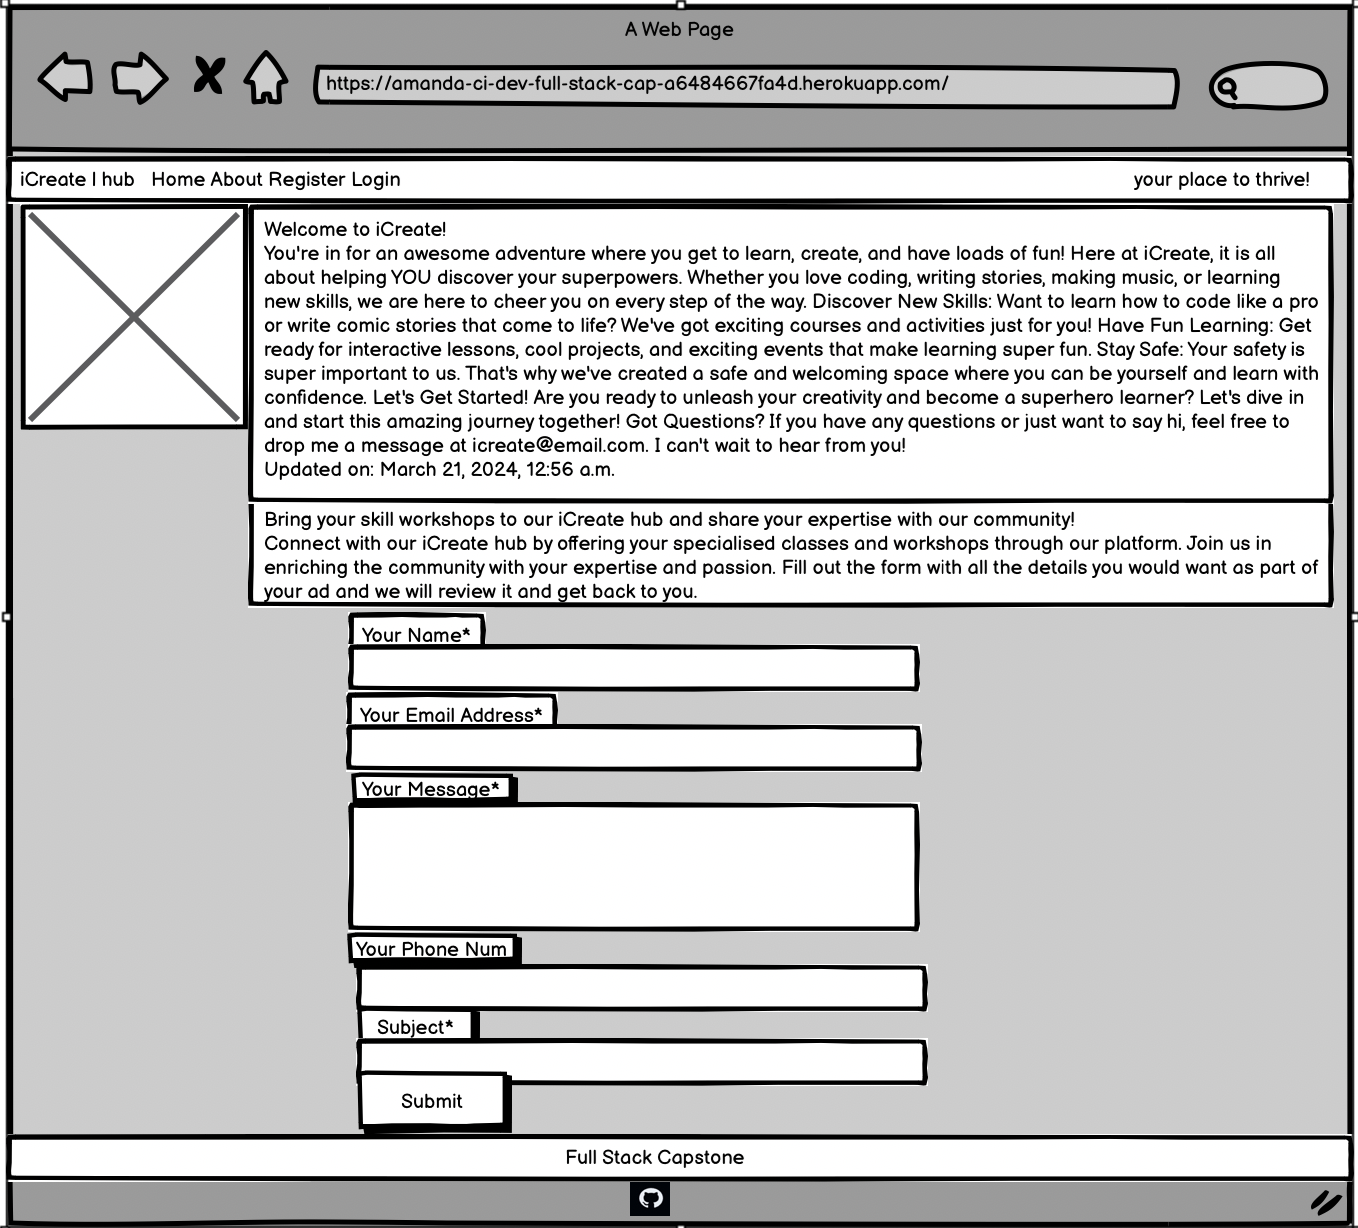 A Web Page
https://amanda-ci-dev-full-stack-cap-a6484667fa4d.herokuapp.com/
iCreate I hub Home About Register Login
your place to thrive!
Welcome to iCreate!
You're in for an awesome adventure where you get to learn, create, and have loads of fun! Here at iCreate, it is all
about helping YOU discover your superpowers. Whether you love coding, writing stories, making music, or learning
new skills, we are here to cheer you on every step of the way. Discover New Skills: Want to learn how to code like a pro
or write comic stories that come to life? We've got exciting courses and activities just for you! Have Fun Learning: Get
ready for interactive lessons, cool projects, and exciting events that make learning super fun. Stay Safe: Your safety is
super important to us. That's why we've created a safe and welcoming space where you can be yourself and learn with
confidence. Let's Get Started! Are you ready to unleash your creativity and become a superhero learner? Let's dive in
and start this amazing journey together! Got Questions? If you have any questions or just want to say hi, feel free to
drop me a message at icreate@email.com. I can't wait to hear from you!
Updated on: March 21, 2024, 12:56 a.m.
Bring your skill workshops to our iCreate hub and share your expertise with our community!
Connect with our iCreate hub by offering your specialised classes and workshops through our platform. Join us in
enriching the community with your expertise and passion. Fill out the form with all the details you would want as part of
your ad and we will review it and get back to you.
Your Name*
Your Email Address*
Your Message*
Your Phone Num
Subject*
Submit
Full Stack Capstone